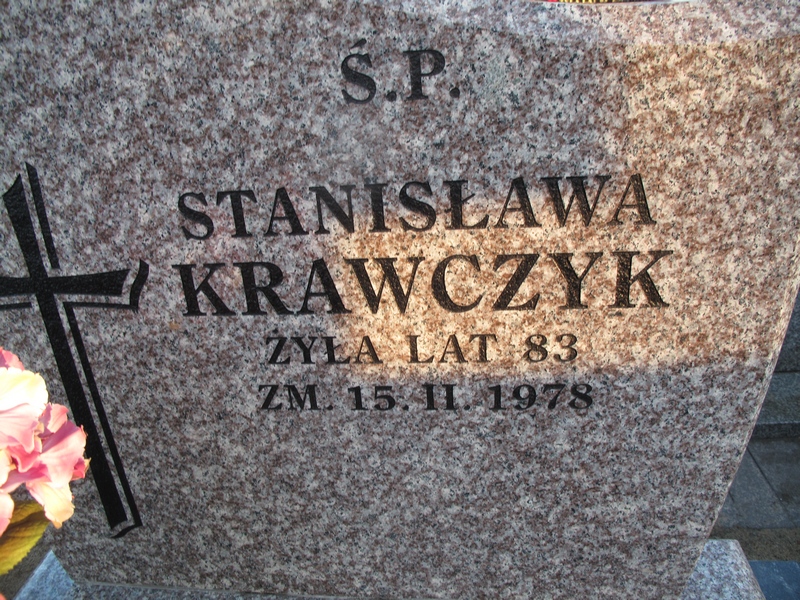 Ś.P.
STANISŁAWA
KRAWCZYK
ŻYŁA LAT 83
ZM. 15. II. 1978